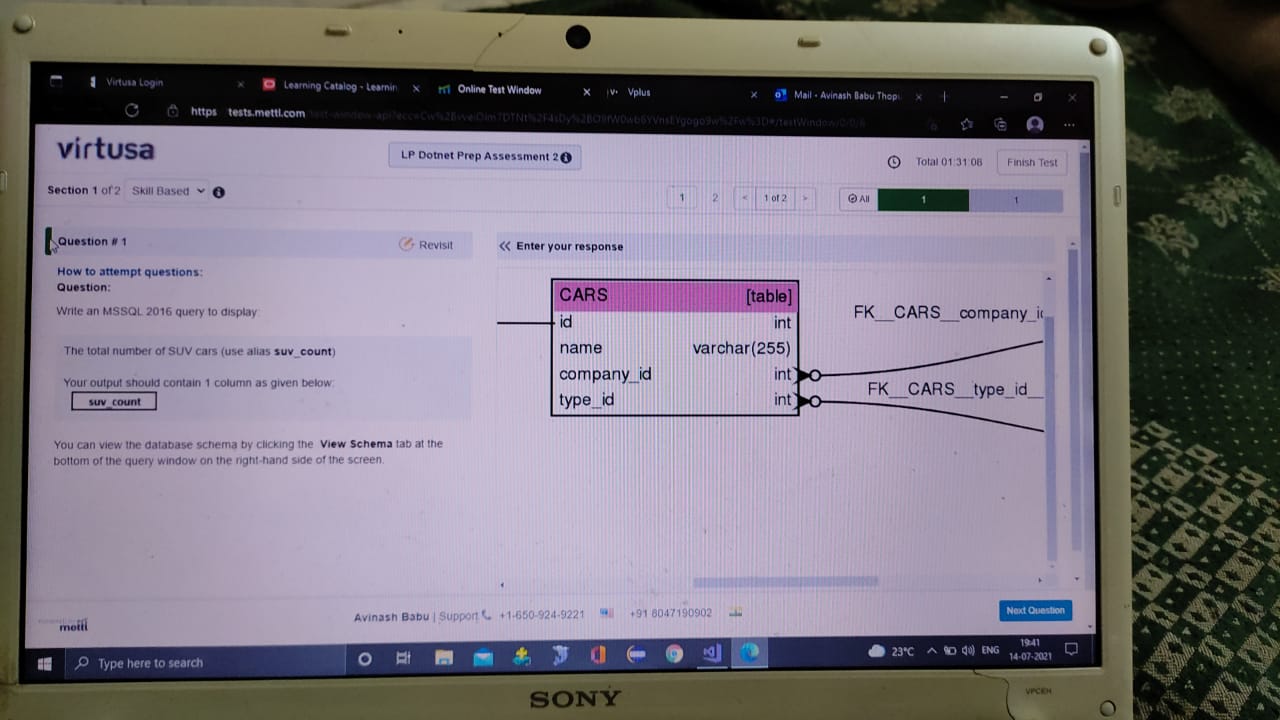 Virtusa Login
Learning Catalog - Learnin
Online Test Window
Vplus
Mail - Avinash Babu Thop
https tests.mettl.com
virtusa
LP Dotnet Prep Assessment 2
Total 01:31:08
Finish Test
Section 1 of 2 Skill Based
1 2 < 1 of 2 >
All 1 1
Question # 1
Revisit
Enter your response
How to attempt questions:
Question:
Write an MSSQL 2016 query to display:
The total number of SUV cars (use alias suv_count)
Your output should contain 1 column as given below:
suv_count
You can view the database schema by clicking the View Schema tab at the
bottom of the query window on the right-hand side of the screen.
CARS [table]
id int
name varchar(255)
company_id int
type_id int
FK__CARS__company_i
FK__CARS__type_id__
Next Question
mettl
Avinash Babu | Support +1-650-924-9221 +91 8047190902
Type here to search
23°C ENG
19:41
14-07-2021
SONY
VPCEH